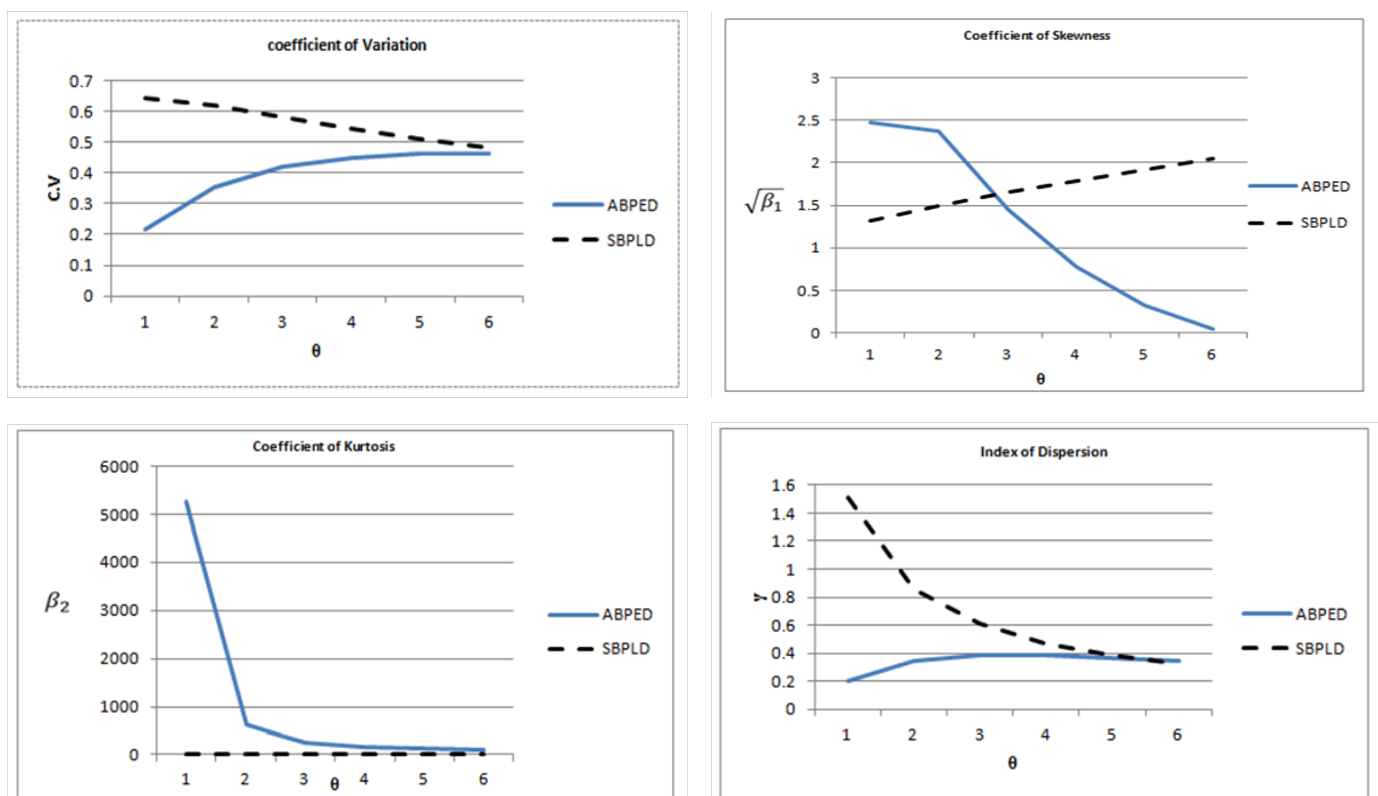 coefficient of Variation
0.7
0.6
0.5
0.4
0.3
0.2
0.1
0
C.V
1 2 3 4 5 6
θ
ABPED
SBPLD
Coefficient of Skewness
3
2.5
2
1.5
1
0.5
0
√β₁
1 2 3 4 5 6
θ
ABPED
SBPLD
Coefficient of Kurtosis
6000
5000
4000
3000
2000
1000
0
β₂
1 2 3 4 5 6
θ
ABPED
SBPLD
Index of Dispersion
1.6
1.4
1.2
1
0.8
0.6
0.4
0.2
0
γ
1 2 3 4 5 6
θ
ABPED
SBPLD